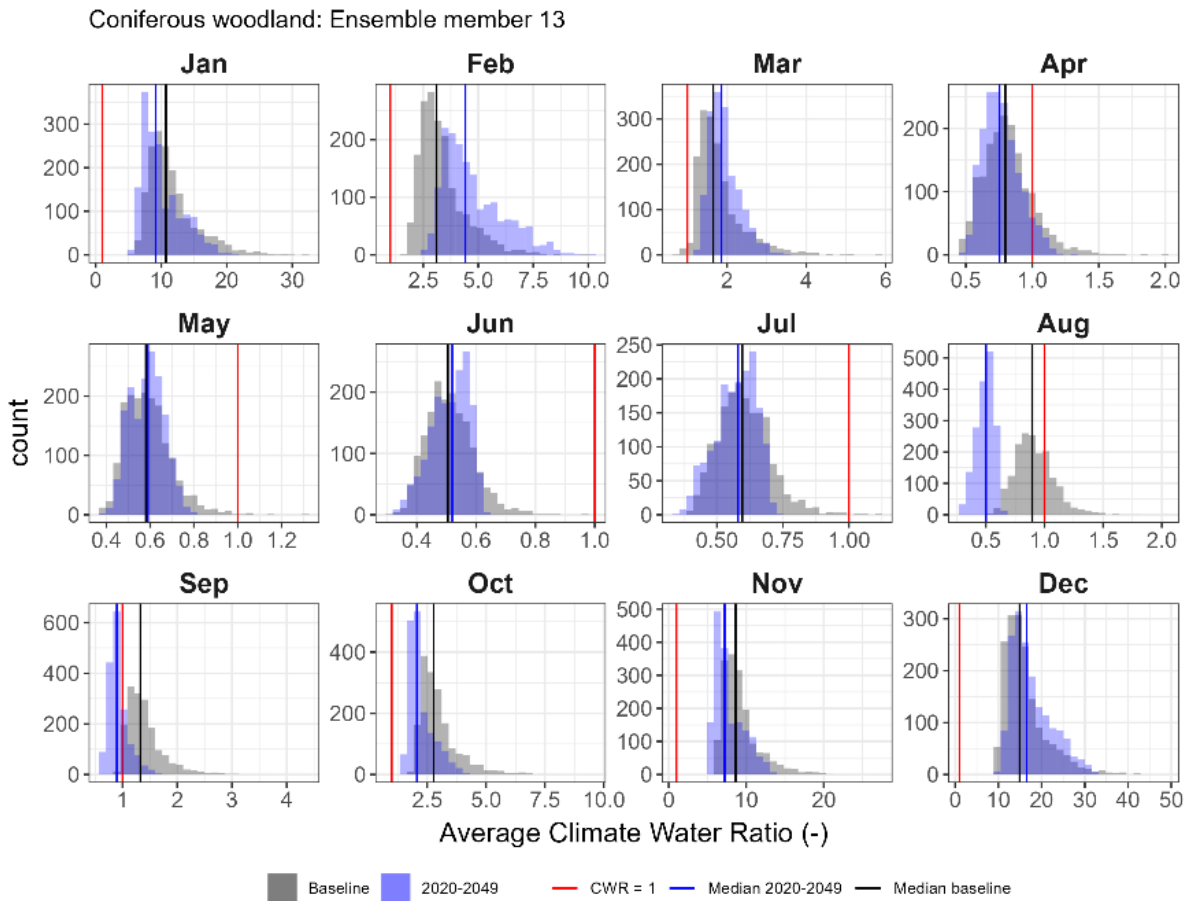 Coniferous woodland: Ensemble member 13
Jan Feb Mar Apr
300 200 100 0
200 100 0
300 200 100 0
200 100 0
0 10 20 30 2.5 5.0 7.5 10.0 2 4 6 0.5 1.0 1.5 2.0
May Jun Jul Aug
200 100 0
200 100 0
250 200 150 100 50 0
500 400 300 200 100 0
0.4 0.6 0.8 1.0 1.2 0.4 0.6 0.8 1.0 0.50 0.75 1.00 0.5 1.0 1.5 2.0
count
Sep Oct Nov Dec
600 400 200 0
400 200 0
500 400 300 200 100 0
300 200 100 0
1 2 3 4 2.5 5.0 7.5 10.0 0 10 20 0 10 20 30 40 50
Average Climate Water Ratio (-)
Baseline 2020-2049 CWR = 1 Median 2020-2049 Median baseline